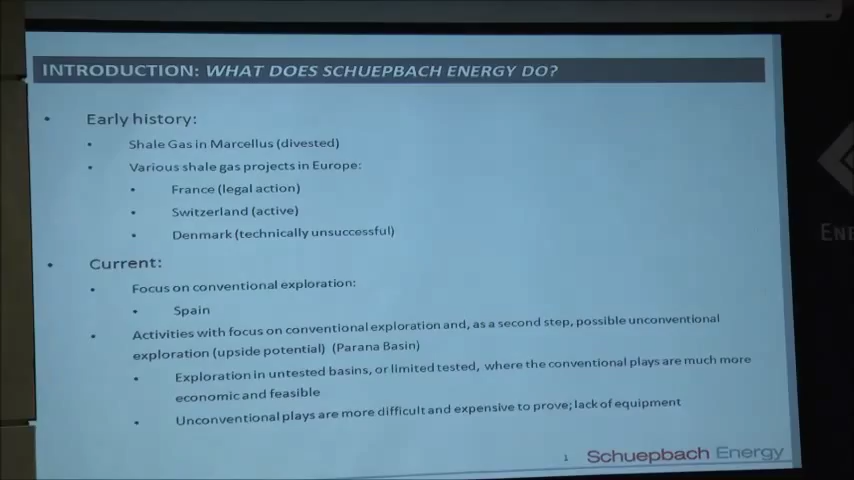 INTRODUCTION: WHAT DOES SCHUEPBACH ENERGY DO?
• Early history:
• Shale Gas in Marcellus (divested)
• Various shale gas projects in Europe:
• France (legal action)
• Switzerland (active)
• Denmark (technically unsuccessful)
• Current:
• Focus on conventional exploration:
• Spain
• Activities with focus on conventional exploration and, as a second step, possible unconventional
exploration (upside potential) (Parana Basin)
• Exploration in untested basins, or limited tested, where the conventional plays are much more
economic and feasible
• Unconventional plays are more difficult and expensive to prove; lack of equipment
1 Schuepbach Energy